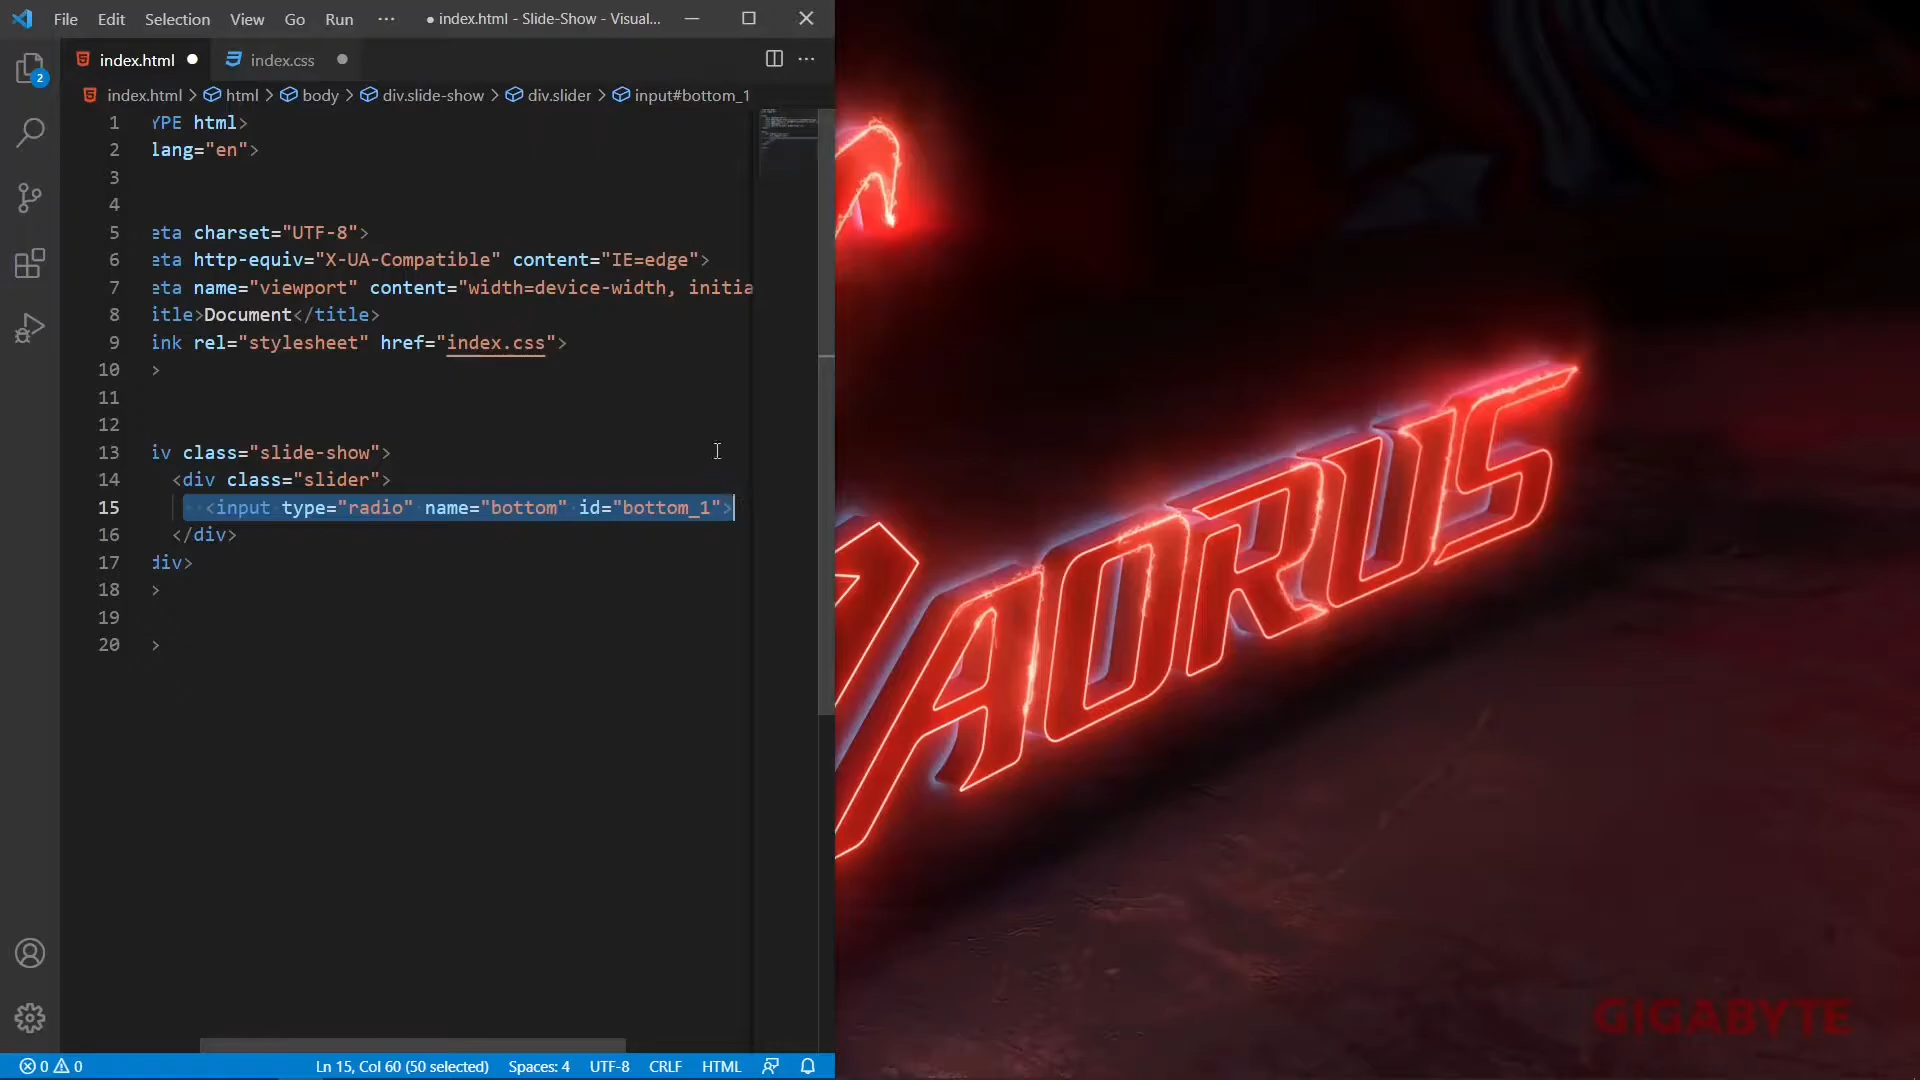 File Edit Selection View Go Run ··· ● index.html - Slide-Show - Visual...
index.html index.css ···
index.html > html > body > div.slide-show > div.slider > input#bottom_1
2
1 YPE html>
2 lang="en">
3
4
5 eta charset="UTF-8">
6 eta http-equiv="X-UA-Compatible" content="IE=edge">
7 eta name="viewport" content="width=device-width, initia
8 itle>Document</title>
9 ink rel="stylesheet" href="index.css">
10 >
11
12
13 iv class="slide-show">
14 <div class="slider">
15 <input type="radio" name="bottom" id="bottom_1">
16 </div>
17 div>
18 >
19
20 >
AORUS
GIGABYTE
0 0 Ln 15, Col 60 (50 selected) Spaces: 4 UTF-8 CRLF HTML